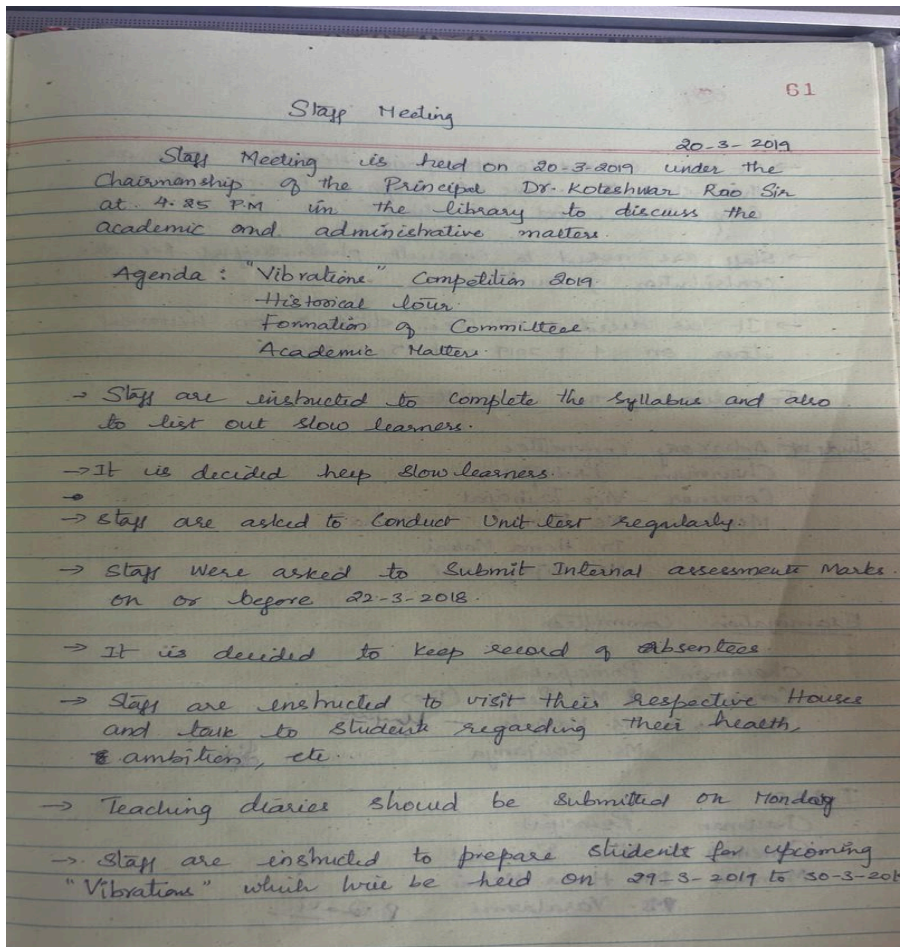 61
Staff Meeting
20-3-2019
Staff Meeting is held on 20-3-2019 under the
Chairmanship of the Principal Dr. Koteshwar Rao Sir
at 4.25 P.M in the library to discuss the
academic and administrative matters.
Agenda : "Vibrations" Competition 2019.
Historical tour.
Formation of Committees
Academic Matters.
→ Staff are instructed to complete the syllabus and also
to list out slow learners.
→ It is decided help slow learners.
→ Staff are asked to Conduct Unit test regularly.
→ Staff were asked to Submit Internal assessments Marks.
on or before 22-3-2018.
→ It is decided to keep record of absentees.
→ Staff are instructed to visit their respective Houses
and talk to students regarding their health,
ambition, etc..
→ Teaching diaries should be submitted on Monday
→ Staff are instructed to prepare students for upcoming
"Vibrations" which will be held on 29-3-2019 to 30-3-201